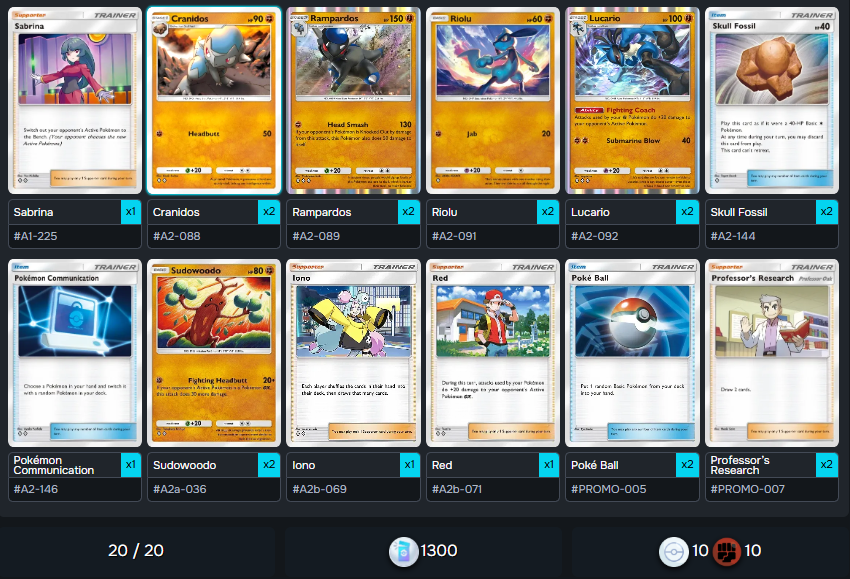 Supporter TRAINER
Sabrina
Switch out your opponent's Active Pokémon to
the Bench. (Your opponent chooses the new
Active Pokémon.)
Cranidos HP 90
Headbutt 50
+20
Rampardos HP 150
Head Smash 130
If your opponent's Pokémon is Knocked Out by damage
from this attack, this Pokémon also does 50 damage to
itself.
+20
Riolu HP 60
Jab 20
+20
Lucario HP 100
Ability Fighting Coach
Attacks used by your Pokémon do +20 damage to
your opponent's Active Pokémon.
Submarine Blow 40
+20
Item TRAINER
Skull Fossil HP 40
Play this card as if it were a 40-HP Basic
Pokémon.
At any time during your turn, you may discard
this card from play.
This card can't retreat.
Sabrina x1
#A1-225
Cranidos x2
#A2-088
Rampardos x2
#A2-089
Riolu x2
#A2-091
Lucario x2
#A2-092
Skull Fossil x2
#A2-144
Item TRAINER
Pokémon Communication
Choose a Pokémon in your hand and switch it
with a random Pokémon in your deck.
Sudowoodo HP 80
Fighting Headbutt 20+
If your opponent's Active Pokémon is a Pokémon ex,
this attack does 30 more damage.
+20
Supporter TRAINER
Iono
Each player shuffles the cards in their hand into
their deck, then draws that many cards.
Supporter TRAINER
Red
During this turn, attacks used by your Pokémon
do +20 damage to your opponent's Active
Pokémon ex.
Item TRAINER
Poké Ball
Put 1 random Basic Pokémon from your deck
into your hand.
Supporter TRAINER
Professor's Research Professor Oak
Draw 2 cards.
Pokémon
Communication x1
#A2-146
Sudowoodo x2
#A2a-036
Iono x1
#A2b-069
Red x1
#A2b-071
Poké Ball x2
#PROMO-005
Professor's
Research x2
#PROMO-007
20 / 20
1300
10 10